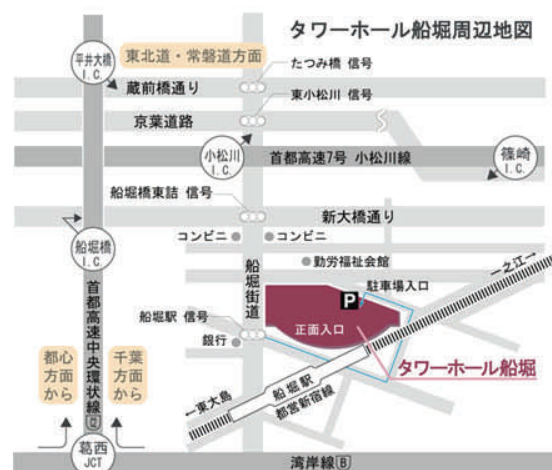 タワーホール船堀周辺地図
平井大橋
I.C.
東北道・常磐道方面
たつみ橋 信号
蔵前橋通り
東小松川 信号
京葉道路
小松川
I.C.
首都高速7号 小松川線
篠崎
I.C.
船堀橋東詰 信号
新大橋通り
船堀橋
I.C.
コンビニ
コンビニ
勤労福祉会館
船堀街道
駐車場入口
一之江→
P
首都高速中央環状線
C2
船堀駅 信号
正面入口
銀行
タワーホール船堀
都心
方面
から
千葉
方面
から
船堀駅
都営新宿線
←東大島
葛西
JCT
湾岸線B